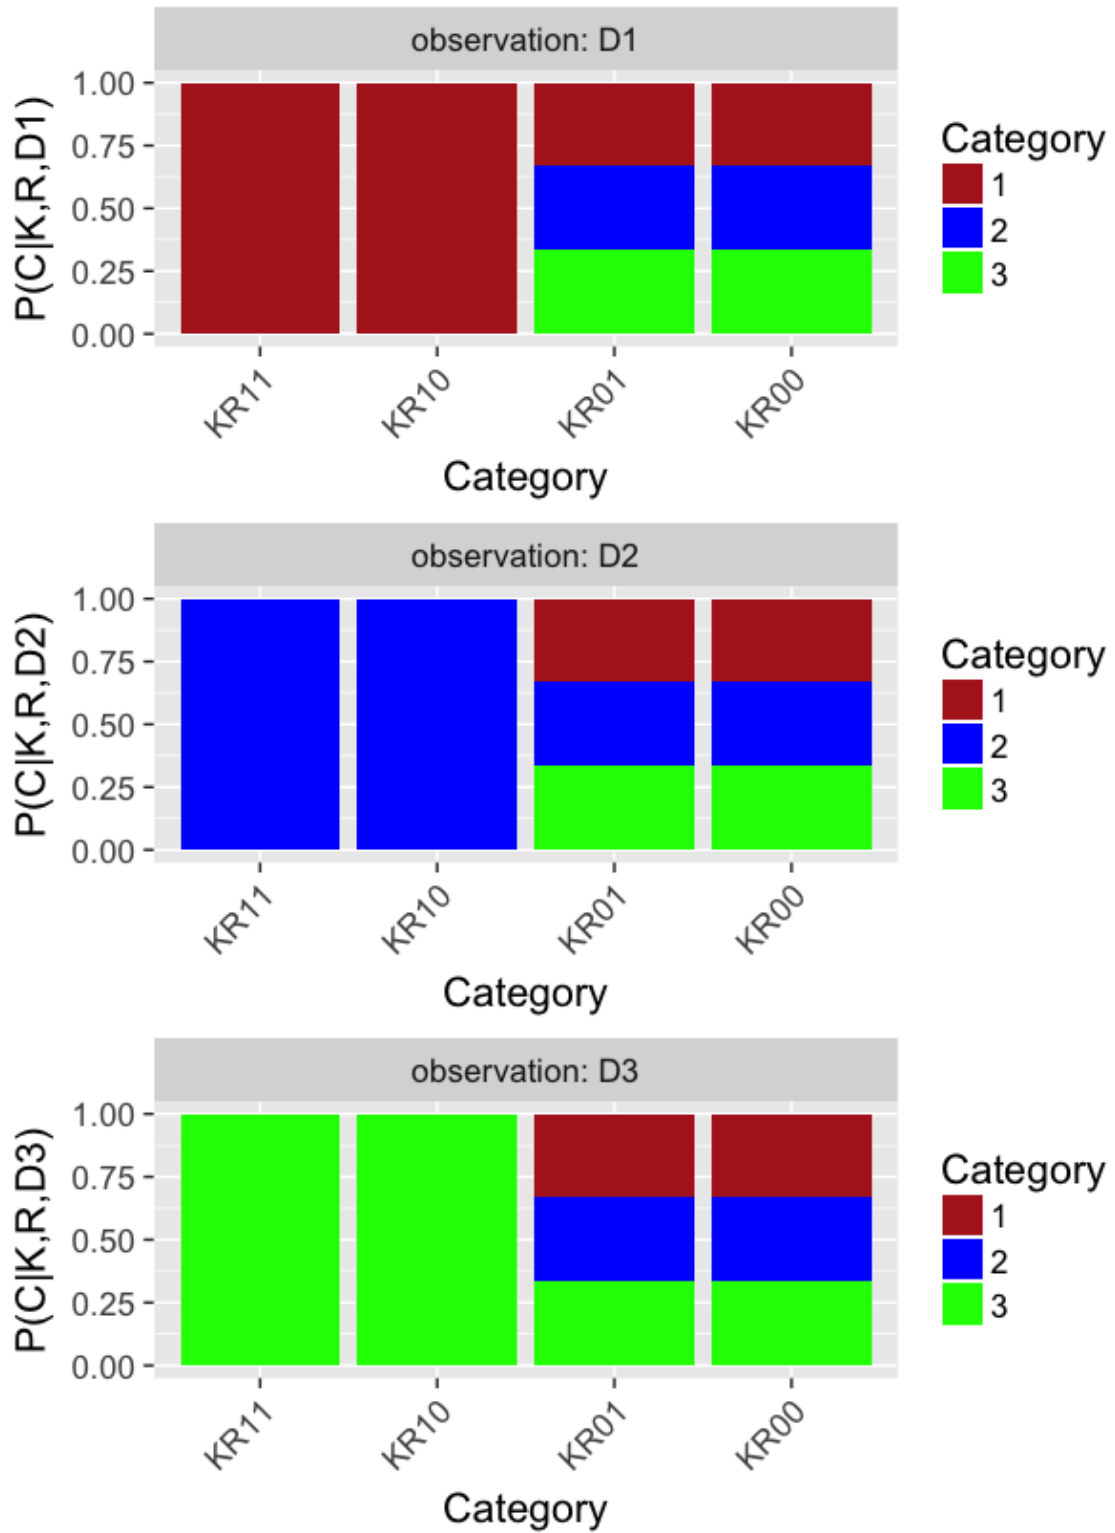 observation: D1
P(C|K,R,D1)
1.00
0.75
0.50
0.25
0.00
KR11 KR10 KR01 KR00
Category
Category
1
2
3
observation: D2
P(C|K,R,D2)
1.00
0.75
0.50
0.25
0.00
KR11 KR10 KR01 KR00
Category
Category
1
2
3
observation: D3
P(C|K,R,D3)
1.00
0.75
0.50
0.25
0.00
KR11 KR10 KR01 KR00
Category
Category
1
2
3